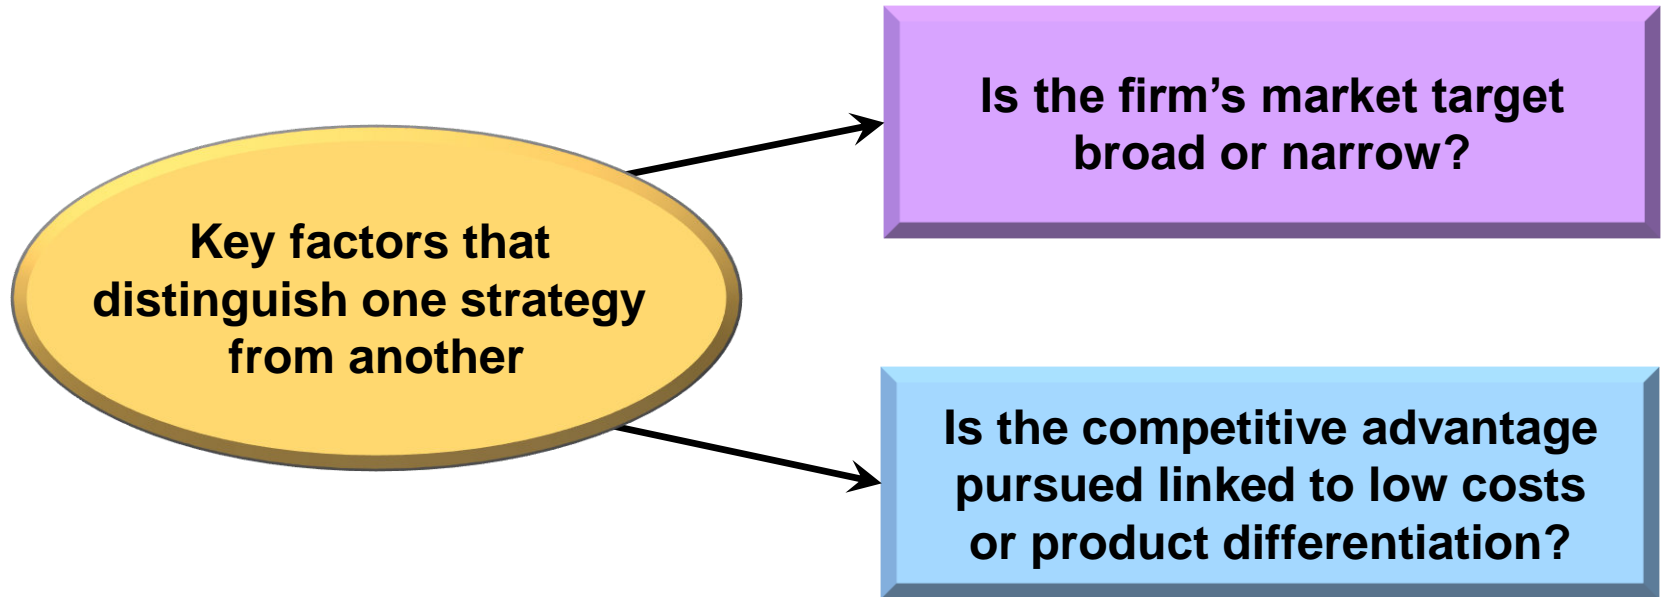 Key factors that
distinguish one strategy
from another
Is the firm’s market target
broad or narrow?
Is the competitive advantage
pursued linked to low costs
or product differentiation?